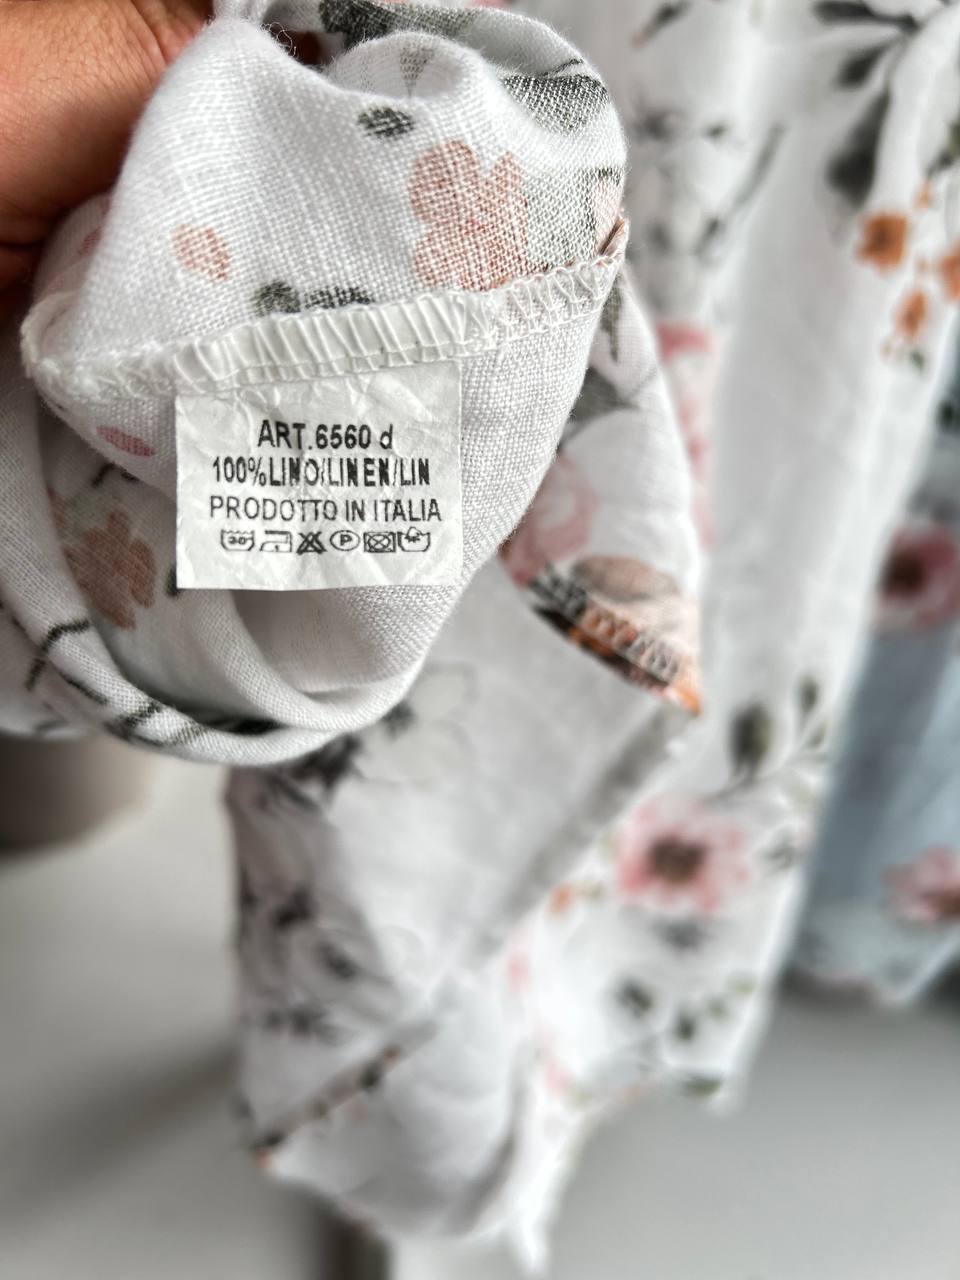 ART.6560 d
100%LINO/LINEN/LIN
PRODOTTO IN ITALIA
30° P